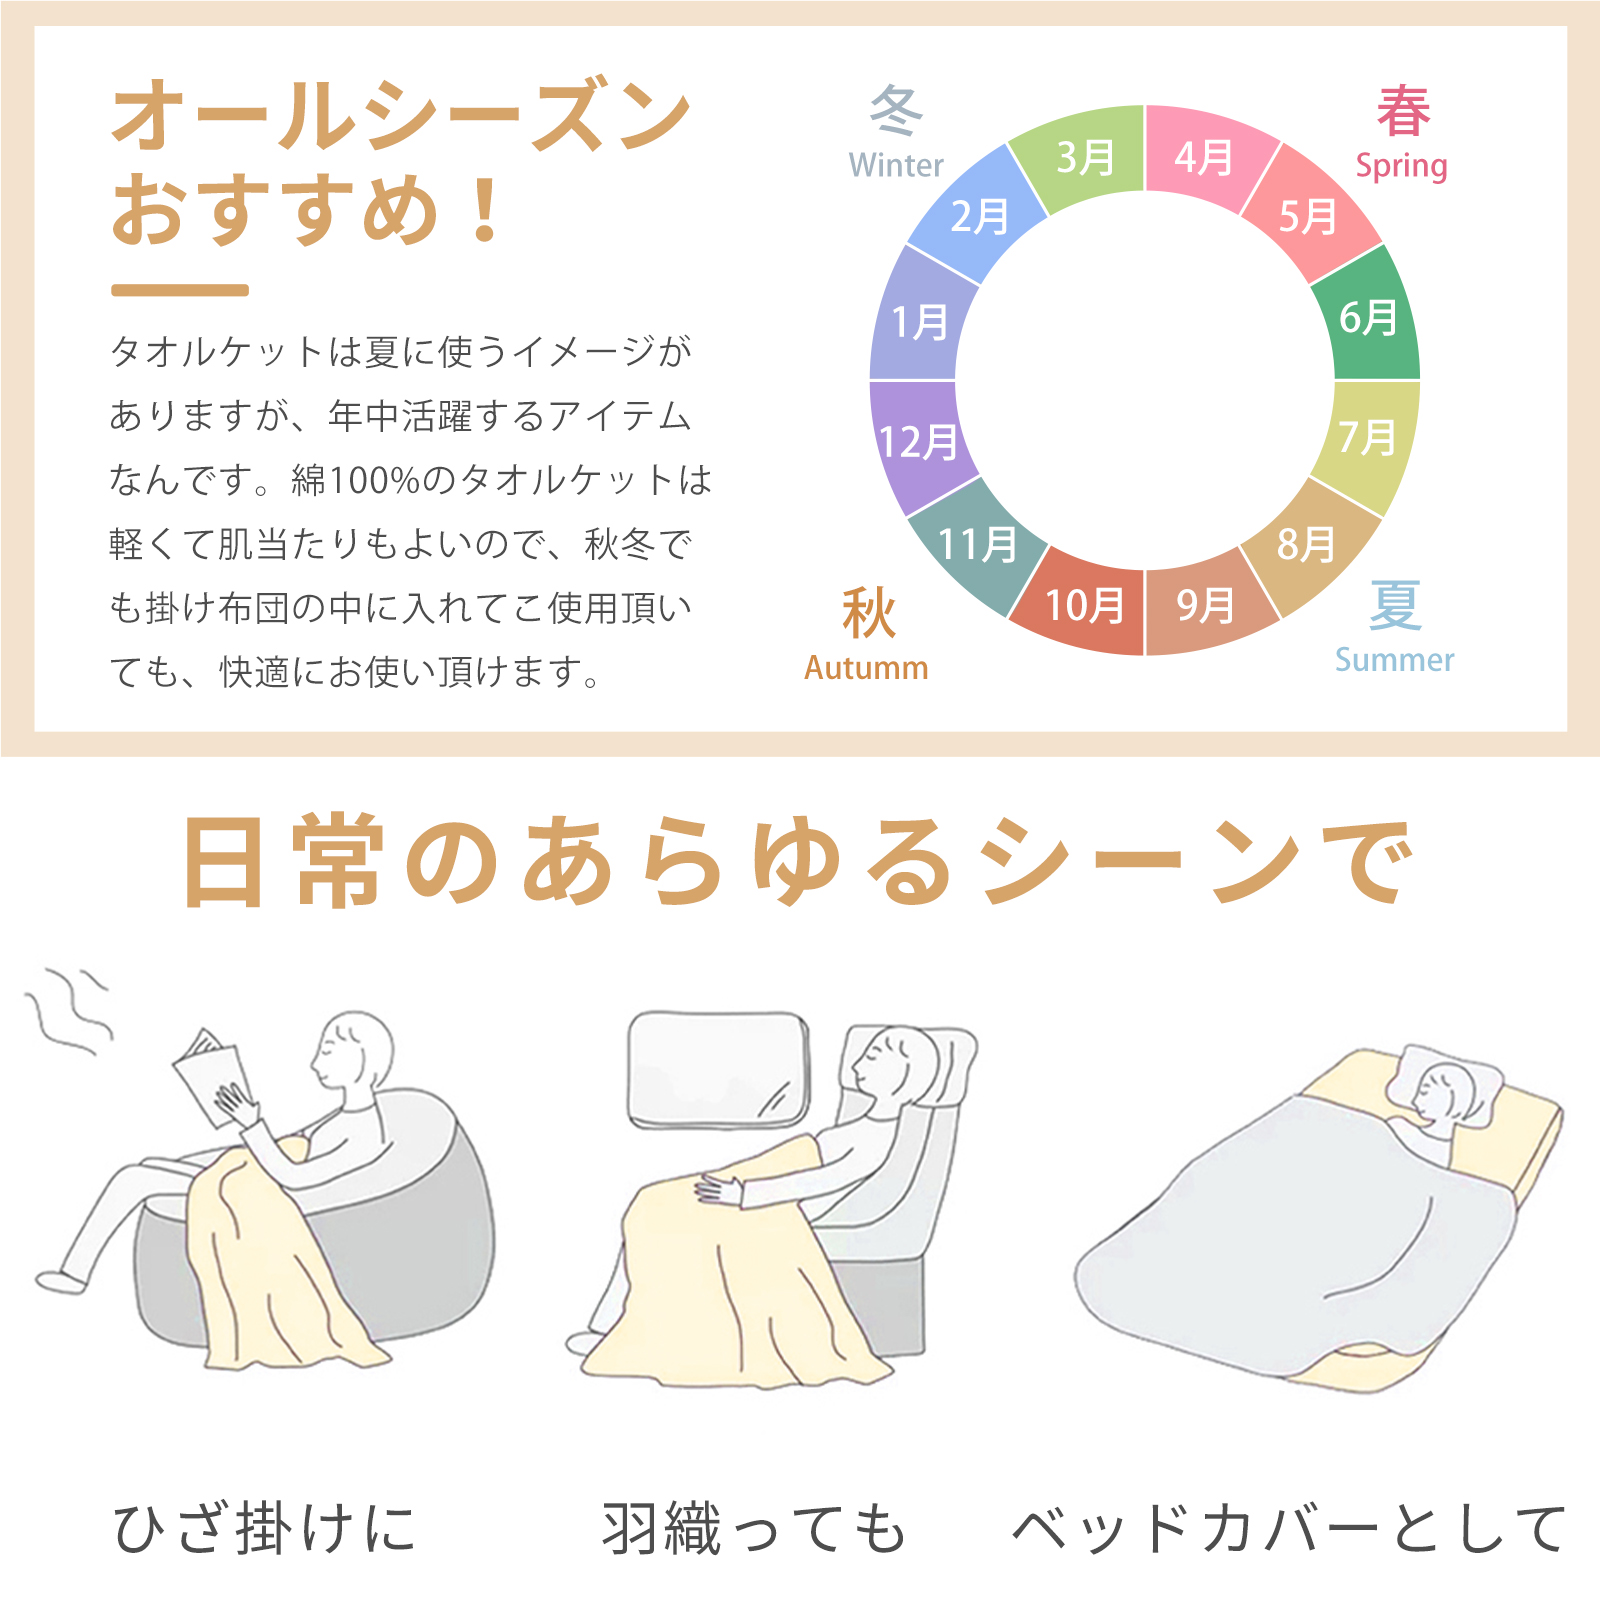 オールシーズン
おすすめ！
タオルケットは夏に使うイメージが
ありますが、年中活躍するアイテム
なんです。綿100%のタオルケットは
軽くて肌当たりもよいので、秋冬で
も掛け布団の中に入れてこ使用頂い
ても、快適にお使い頂けます。
冬
Winter
春
Spring
3月
4月
2月
5月
1月
6月
12月
7月
11月
8月
10月
9月
秋
Autumm
夏
Summer
日常のあらゆるシーンで
ひざ掛けに
羽織っても
ベッドカバーとして